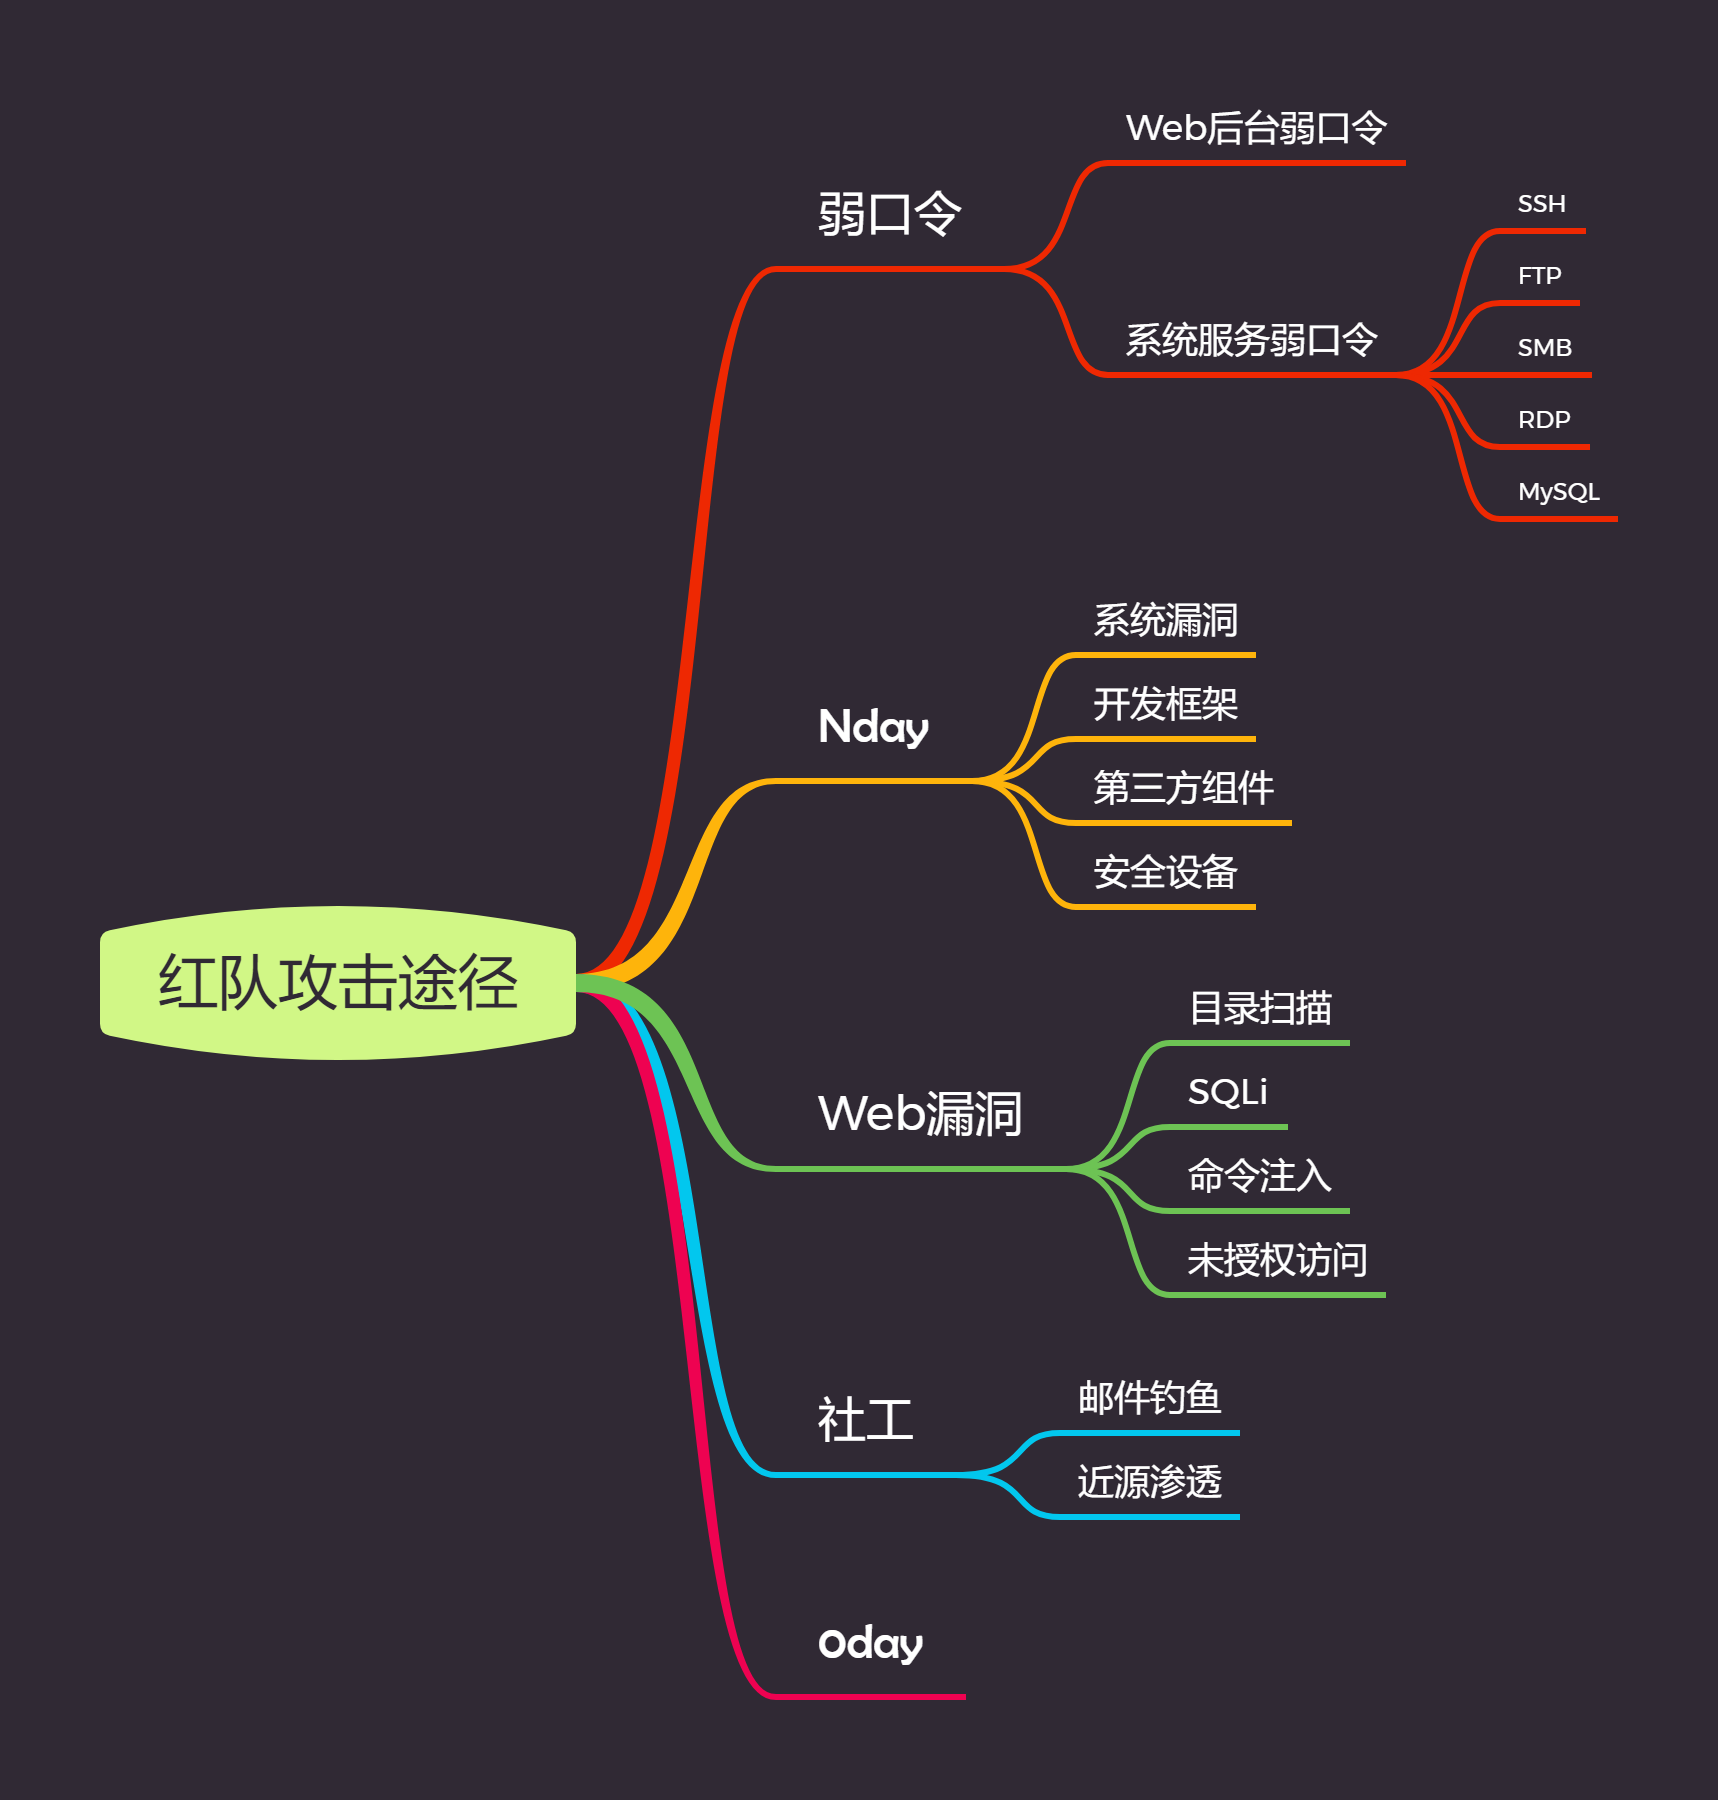 红队攻击途径
弱口令
Web后台弱口令
系统服务弱口令
SSH
FTP
SMB
RDP
MySQL
Nday
系统漏洞
开发框架
第三方组件
安全设备
Web漏洞
目录扫描
SQLi
命令注入
未授权访问
社工
邮件钓鱼
近源渗透
0day